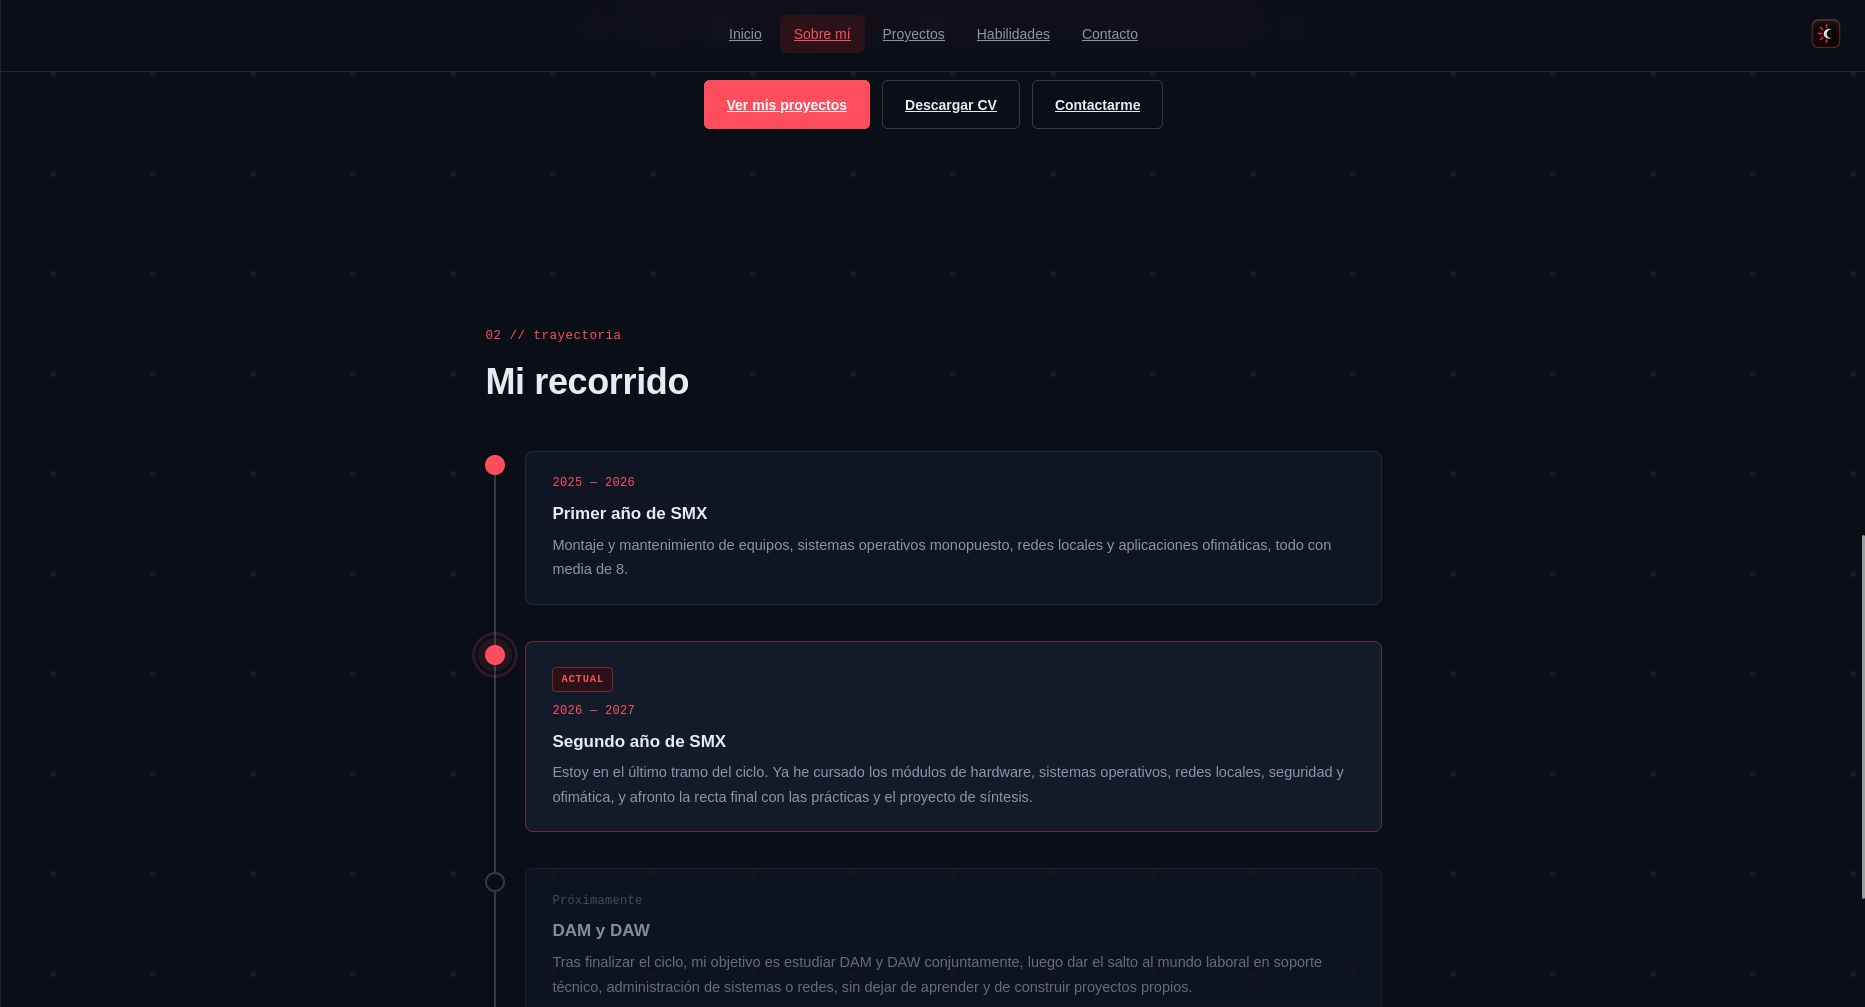 Inicio
Sobre mí
Proyectos
Habilidades
Contacto
Ver mis proyectos
Descargar CV
Contactarme
02 // trayectoria
Mi recorrido
2025 — 2026
Primer año de SMX
Montaje y mantenimiento de equipos, sistemas operativos monopuesto, redes locales y aplicaciones ofimáticas, todo con
media de 8.
ACTUAL
2026 — 2027
Segundo año de SMX
Estoy en el último tramo del ciclo. Ya he cursado los módulos de hardware, sistemas operativos, redes locales, seguridad y
ofimática, y afronto la recta final con las prácticas y el proyecto de síntesis.
Próximamente
DAM y DAW
Tras finalizar el ciclo, mi objetivo es estudiar DAM y DAW conjuntamente, luego dar el salto al mundo laboral en soporte
técnico, administración de sistemas o redes, sin dejar de aprender y de construir proyectos propios.